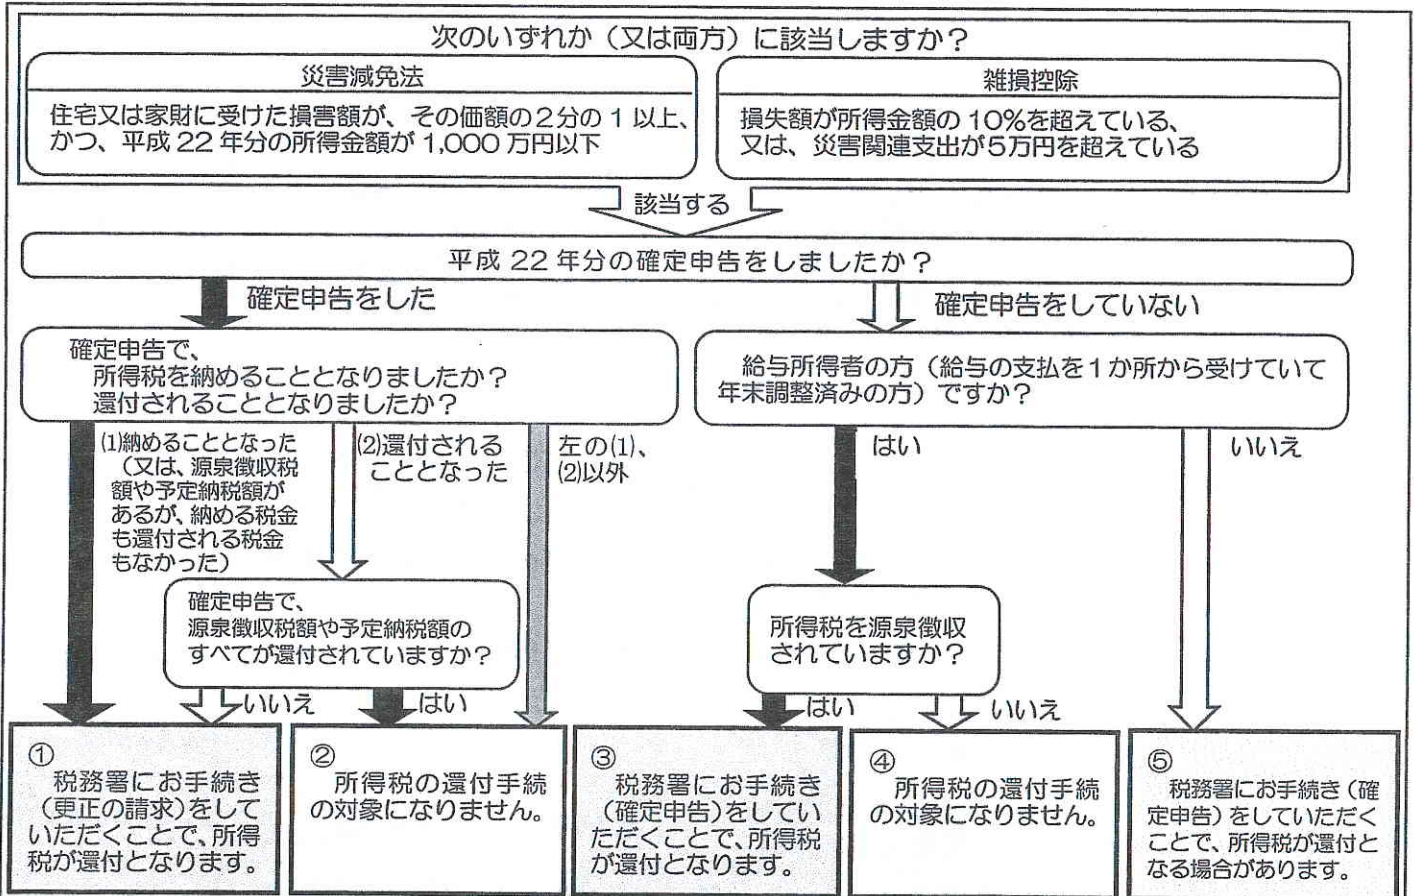 次のいずれか（又は両方）に該当しますか？
災害減免法
住宅又は家財に受けた損害額が、その価額の２分の１以上、
かつ、平成 22 年分の所得金額が 1,000 万円以下
雑損控除
損失額が所得金額の 10％を超えている、
又は、災害関連支出が５万円を超えている
該当する
平成 22 年分の確定申告をしましたか？
確定申告をした
確定申告をしていない
確定申告で、
所得税を納めることとなりましたか？
還付されることとなりましたか？
給与所得者の方（給与の支払を１か所から受けていて
年末調整済みの方）ですか？
(1)納めることとなった
（又は、源泉徴収税
額や予定納税額が
あるが、納める税金
も還付される税金
もなかった）
(2)還付される
こととなった
左の(1)、
(2)以外
はい
いいえ
確定申告で、
源泉徴収税額や予定納税額の
すべてが還付されていますか？
所得税を源泉徴収
されていますか？
いいえ
はい
はい
いいえ
①
税務署にお手続き
（更正の請求）をして
いただくことで、所得
税が還付となります。
②
所得税の還付手続
の対象になりません。
③
税務署にお手続き
（確定申告）をしてい
ただくことで、所得税
が還付となります。
④
所得税の還付手続
の対象になりません。
⑤
税務署にお手続き（確
定申告）をしていただく
ことで、所得税が還付と
なる場合があります。